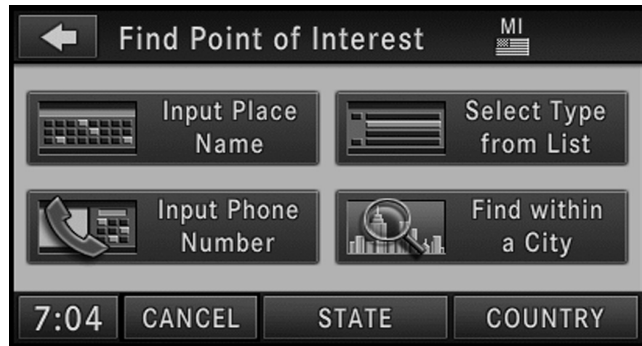 Find Point of Interest
MI
Input Place
Name
Select Type
from List
Input Phone
Number
Find within
a City
7:04
CANCEL
STATE
COUNTRY